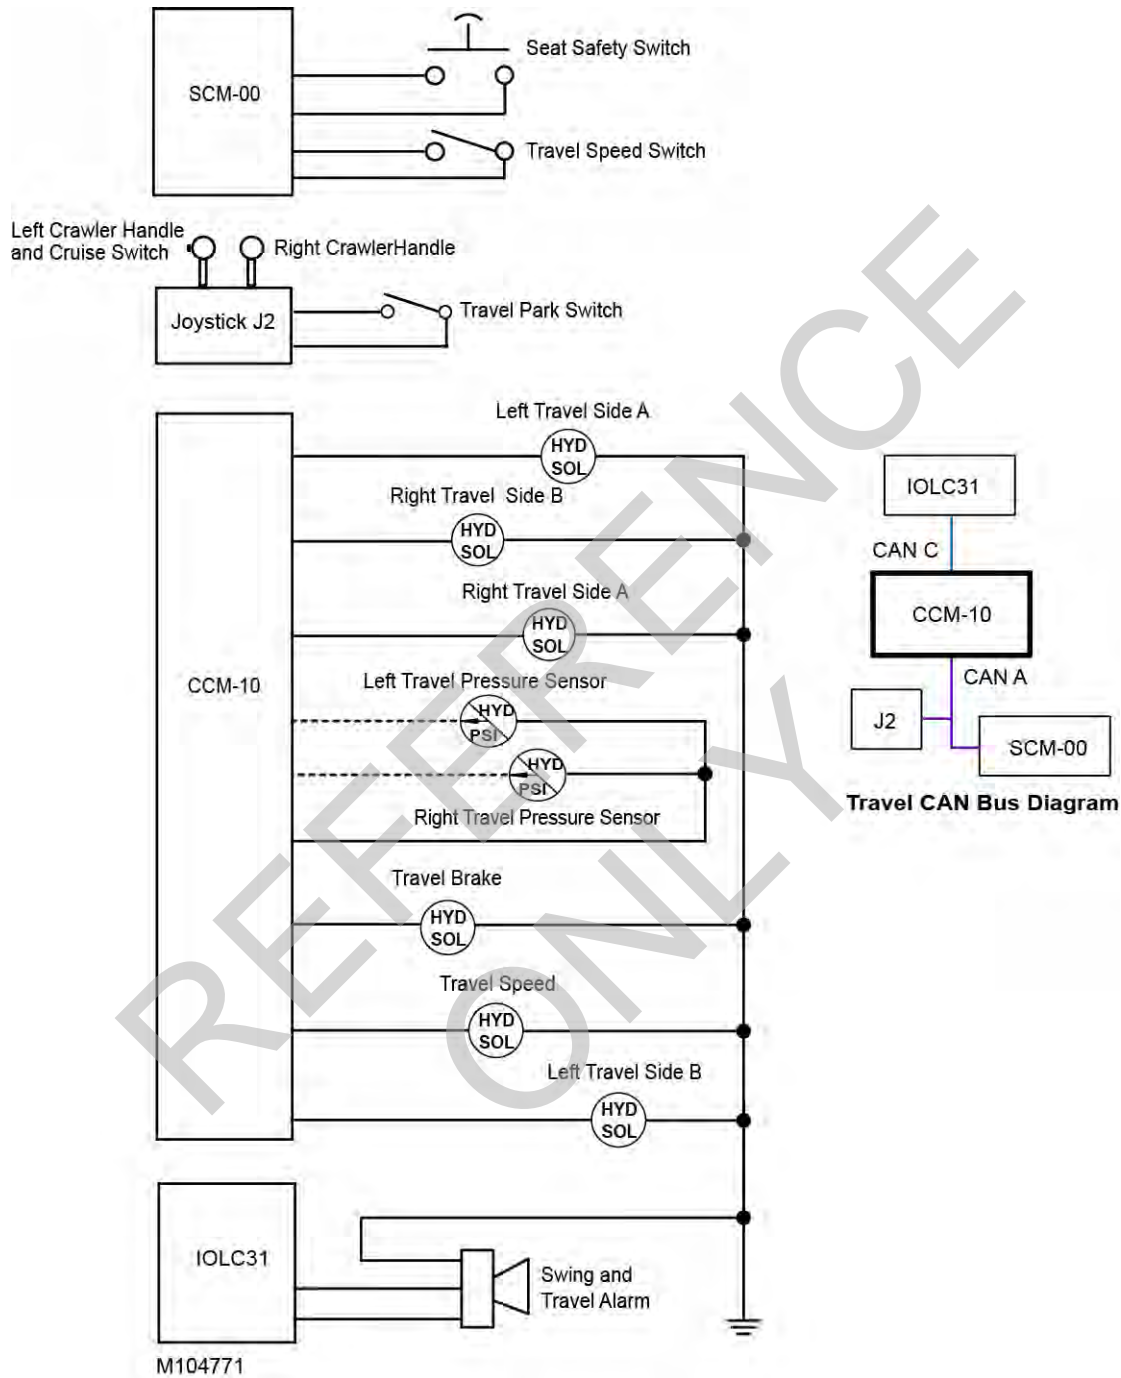 SCM-00
Seat Safety Switch
Travel Speed Switch
Left Crawler Handle
and Cruise Switch
Right CrawlerHandle
Joystick J2
Travel Park Switch
CCM-10
Left Travel Side A
HYD
SOL
Right Travel Side B
HYD
SOL
Right Travel Side A
HYD
SOL
Left Travel Pressure Sensor
HYD
PSI
HYD
PSI
Right Travel Pressure Sensor
Travel Brake
HYD
SOL
Travel Speed
HYD
SOL
Left Travel Side B
HYD
SOL
IOLC31
Swing and
Travel Alarm
M104771
IOLC31
CAN C
CCM-10
CAN A
J2
SCM-00
Travel CAN Bus Diagram
REFERENCE
ONLY